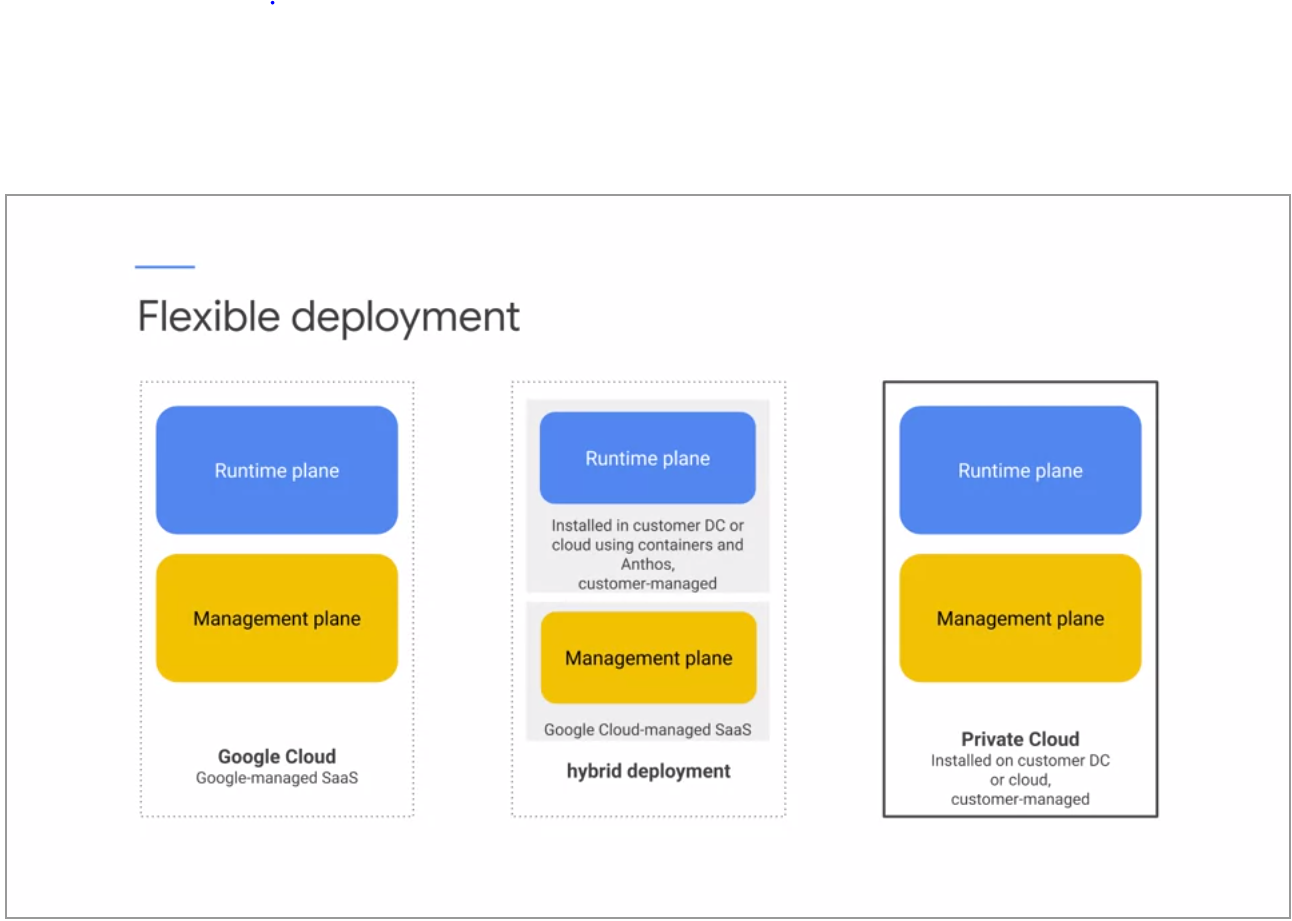 Flexible deployment
Runtime plane
Management plane
Google Cloud
Google-managed SaaS
Runtime plane
Installed in customer DC or
cloud using containers and
Anthos,
customer-managed
Management plane
Google Cloud-managed SaaS
hybrid deployment
Runtime plane
Management plane
Private Cloud
Installed on customer DC
or cloud,
customer-managed